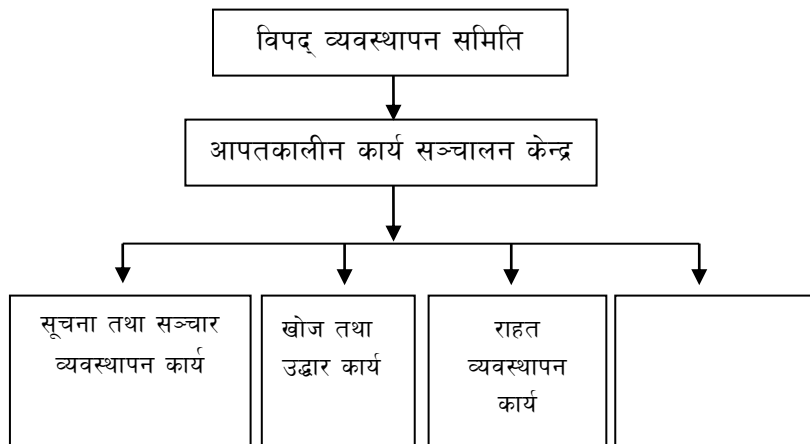 विपद् व्यवस्थापन समिति
आपतकालीन कार्य सञ्चालन केन्द्र
सूचना तथा सञ्चार
व्यवस्थापन कार्य
खोज तथा
उद्धार कार्य
राहत
व्यवस्थापन
कार्य